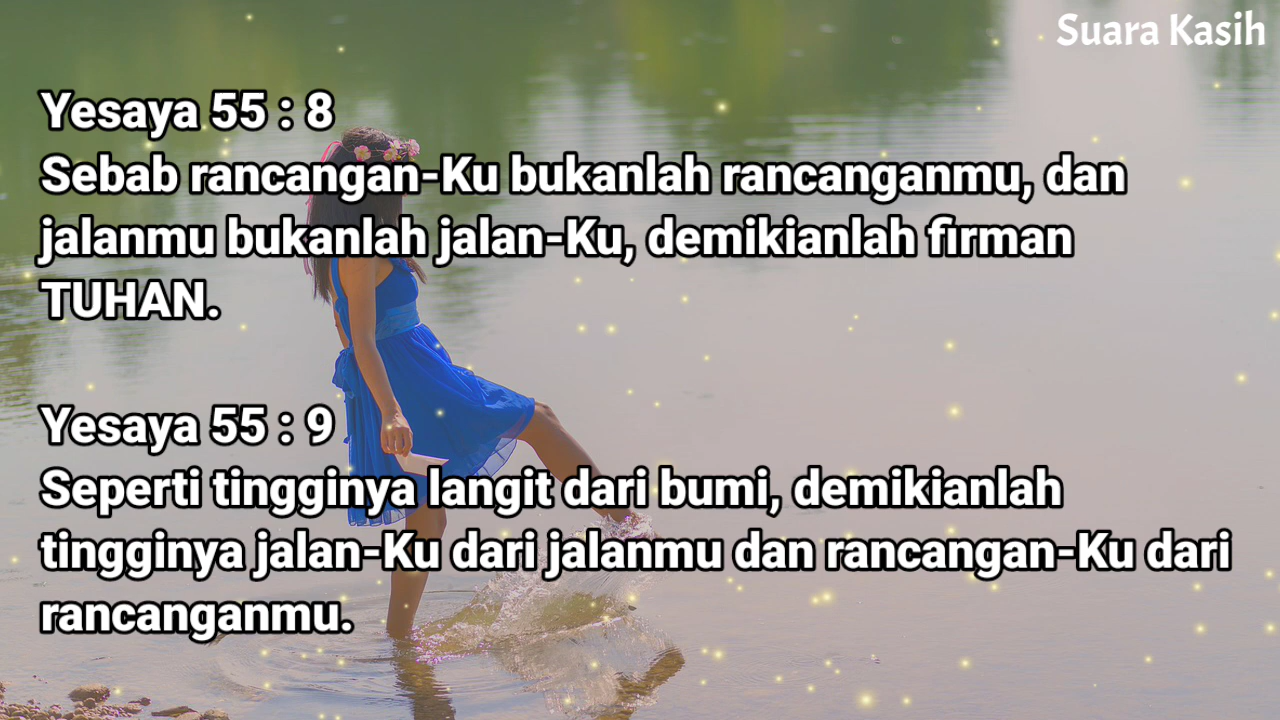 Suara Kasih
Yesaya 55 : 8
Sebab rancangan-Ku bukanlah rancanganmu, dan
jalanmu bukanlah jalan-Ku, demikianlah firman
TUHAN.
Yesaya 55 : 9
Seperti tingginya langit dari bumi, demikianlah
tingginya jalan-Ku dari jalanmu dan rancangan-Ku dari
rancanganmu.